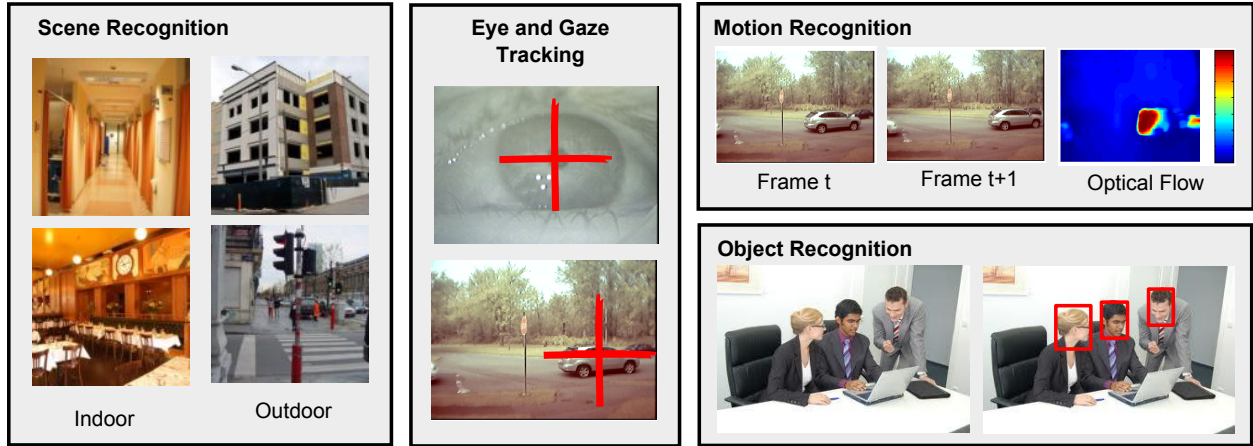 Scene Recognition
Indoor
Outdoor
Eye and Gaze
Tracking
Motion Recognition
Frame t
Frame t+1
Optical Flow
Object Recognition